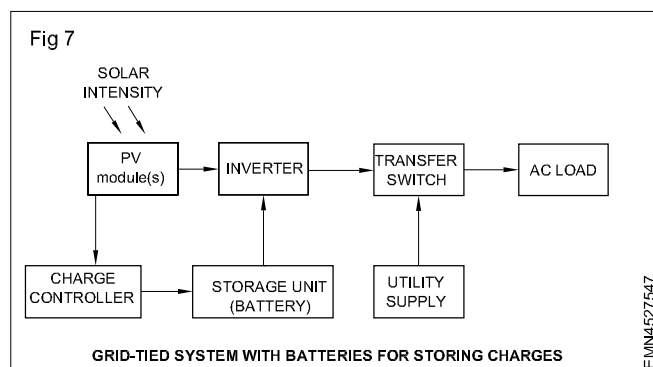 Fig 7
SOLAR
INTENSITY
PV
module(s)
INVERTER
TRANSFER
SWITCH
AC LOAD
CHARGE
CONTROLLER
STORAGE UNIT
(BATTERY)
UTILITY
SUPPLY
GRID-TIED SYSTEM WITH BATTERIES FOR STORING CHARGES
EMN4527547